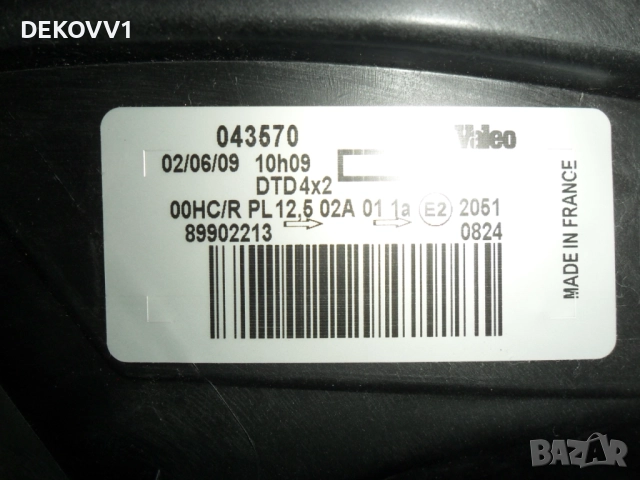 DEKOVV1
043570 Valeo
02/06/09 10h09
DTD4x2
00HC/R PL12,5 02A 01 1a E2 2051
89902213 0824
MADE IN FRANCE
BAZAR